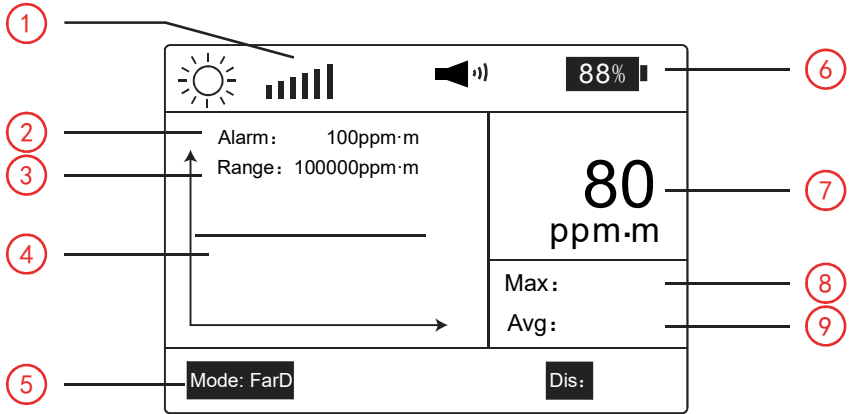 1
88%
6
2
Alarm： 100ppm·m
3
Range：100000ppm·m
80
7
ppm·m
4
Max：
8
Avg：
9
5
Mode: FarD
Dis：